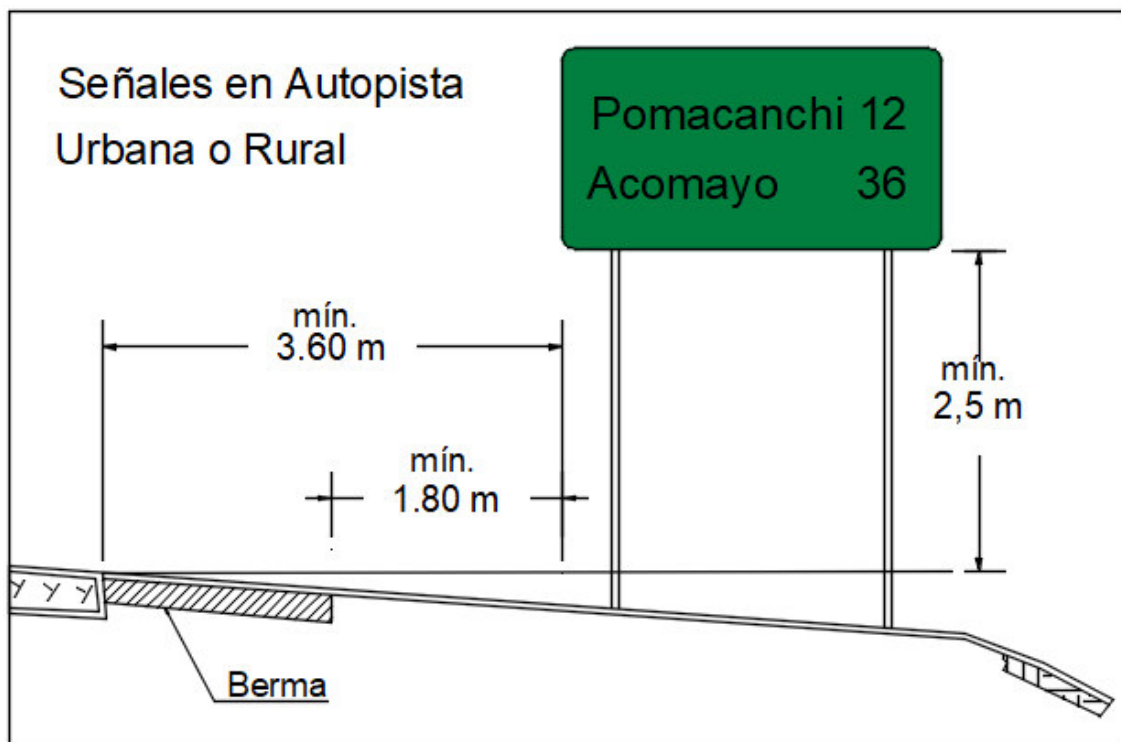 Señales en Autopista
Urbana o Rural
Pomacanchi 12
Acomayo 36
mín.
3.60 m
mín.
2,5 m
mín.
1.80 m
Berma